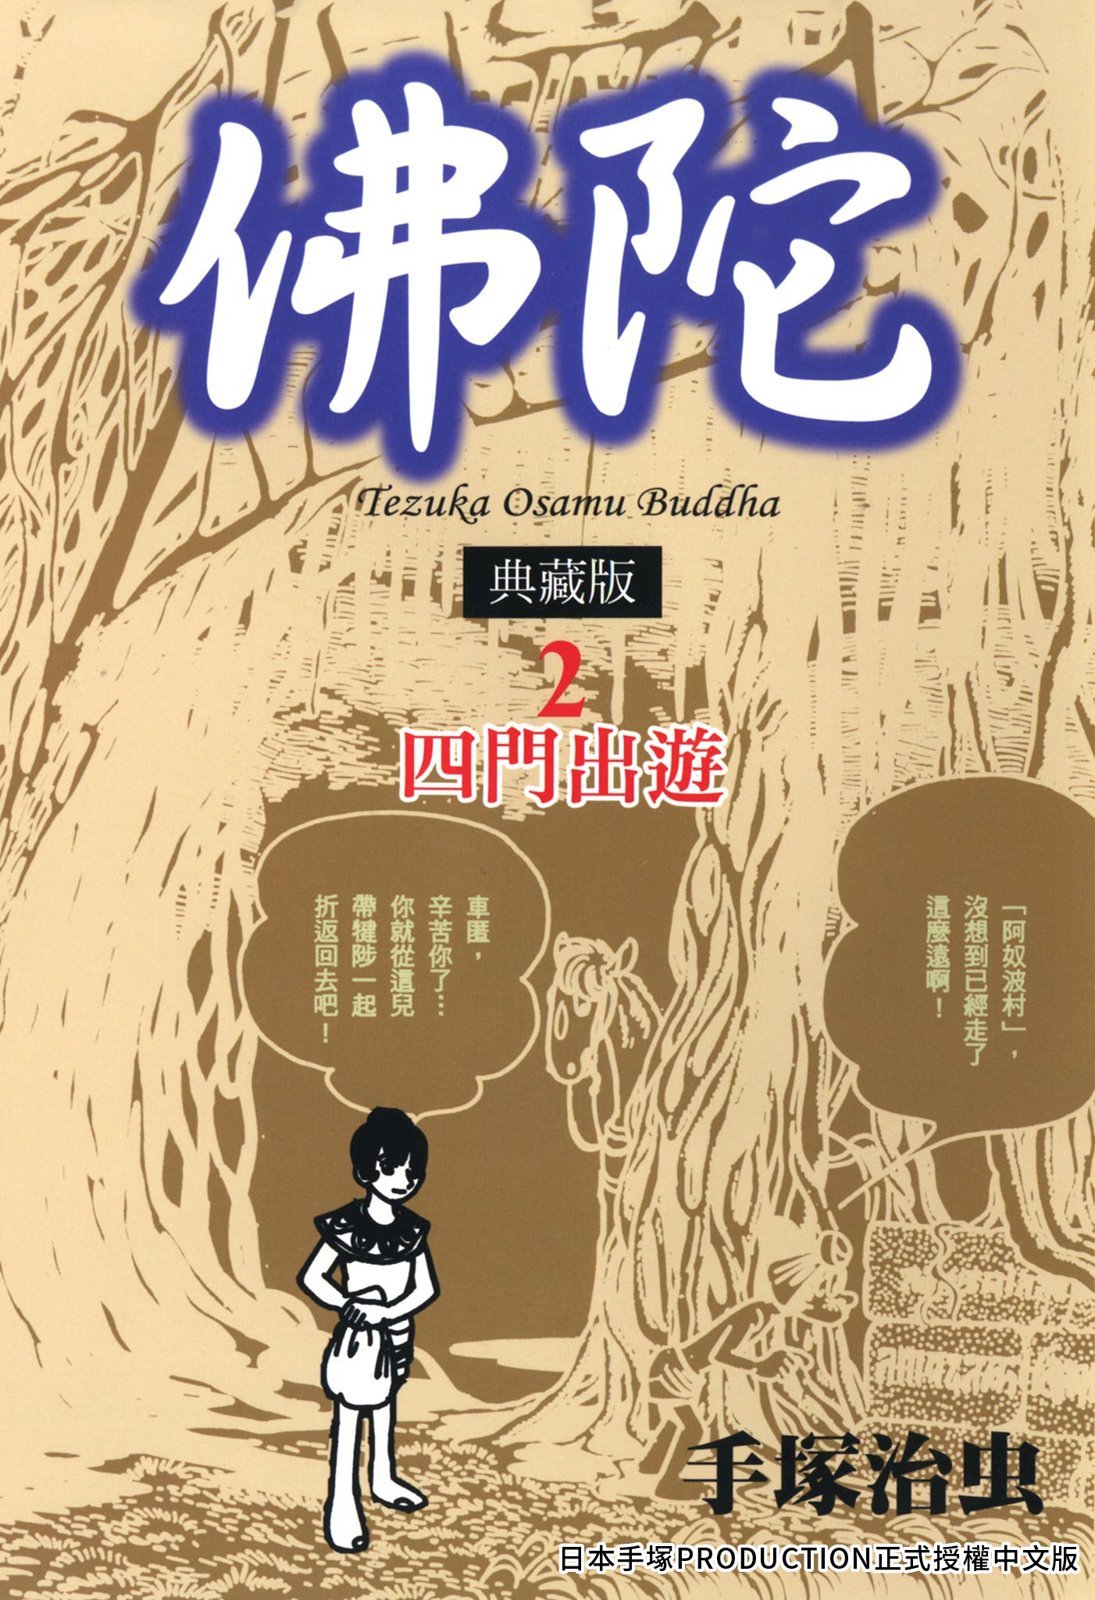 佛陀
Tezuka Osamu Buddha
典藏版
2
四門出遊
「阿奴波村」，
沒想到已經走了
這麼遠啊！
車匿，
辛苦你了…
你就從這兒
帶犍陟一起
折返回去吧！
手塚治虫
日本手塚PRODUCTION正式授權中文版